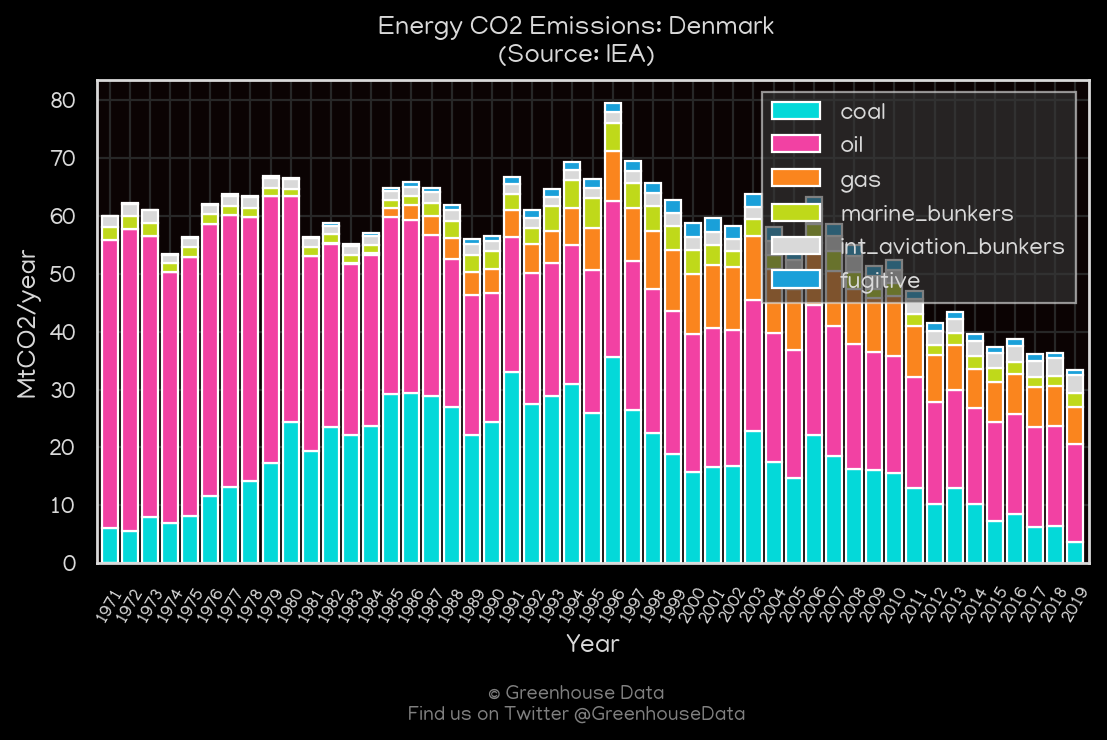 Energy CO2 Emissions: Denmark
(Source: IEA)
MtCO2/year
80
70
60
50
40
30
20
10
0
coal
oil
gas
marine_bunkers
int_aviation_bunkers
fugitive
1971 1972 1973 1974 1975 1976 1977 1978 1979 1980 1981 1982 1983 1984 1985 1986 1987 1988 1989 1990 1991 1992 1993 1994 1995 1996 1997 1998 1999 2000 2001 2002 2003 2004 2005 2006 2007 2008 2009 2010 2011 2012 2013 2014 2015 2016 2017 2018 2019
Year
© Greenhouse Data
Find us on Twitter @GreenhouseData